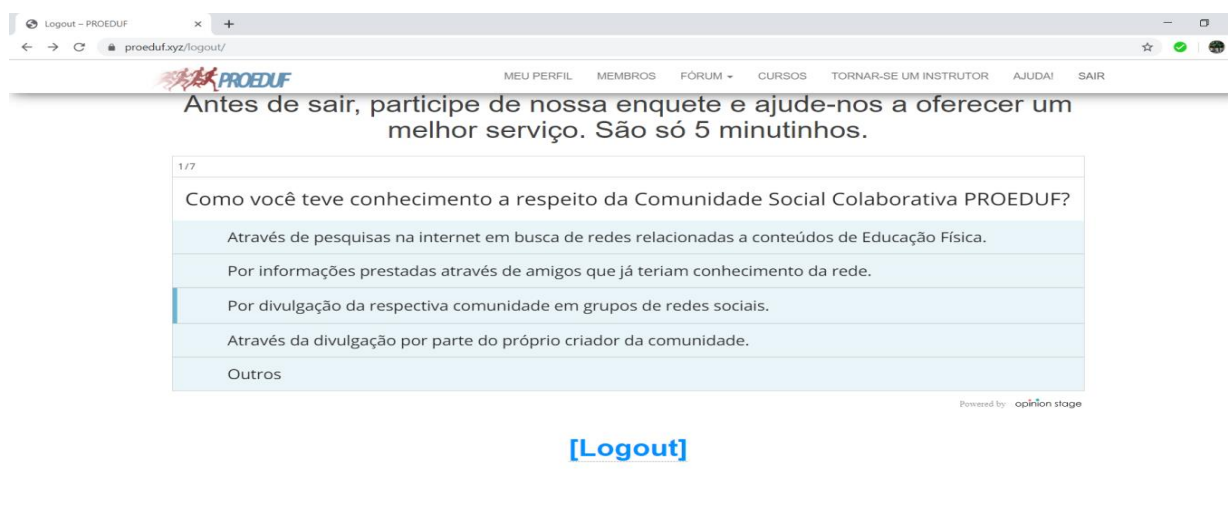 Logout – PROEDUF
proeduf.xyz/logout/
PROEDUF MEU PERFIL MEMBROS FÓRUM CURSOS TORNAR-SE UM INSTRUTOR AJUDA! SAIR
Antes de sair, participe de nossa enquete e ajude-nos a oferecer um
melhor serviço. São só 5 minutinhos.
1/7
Como você teve conhecimento a respeito da Comunidade Social Colaborativa PROEDUF?
Através de pesquisas na internet em busca de redes relacionadas a conteúdos de Educação Física.
Por informações prestadas através de amigos que já teriam conhecimento da rede.
Por divulgação da respectiva comunidade em grupos de redes sociais.
Através da divulgação por parte do próprio criador da comunidade.
Outros
Powered by opinion stage
[Logout]